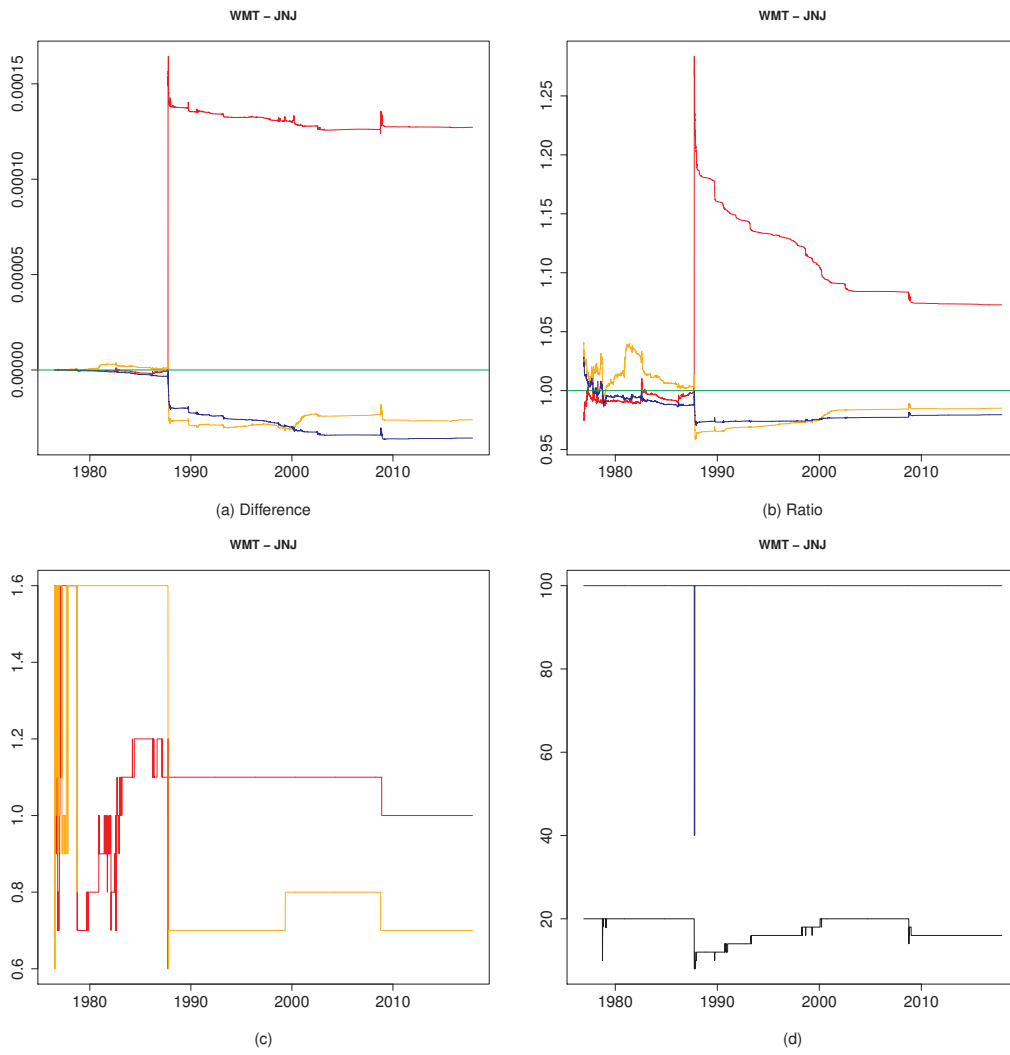 WMT – JNJ
0.00015
0.00010
0.00005
0.00000
1980 1990 2000 2010
(a) Difference
WMT – JNJ
1.25
1.20
1.15
1.10
1.05
1.00
0.95
1980 1990 2000 2010
(b) Ratio
WMT – JNJ
1.6
1.4
1.2
1.0
0.8
0.6
1980 1990 2000 2010
(c)
WMT – JNJ
100
80
60
40
20
1980 1990 2000 2010
(d)